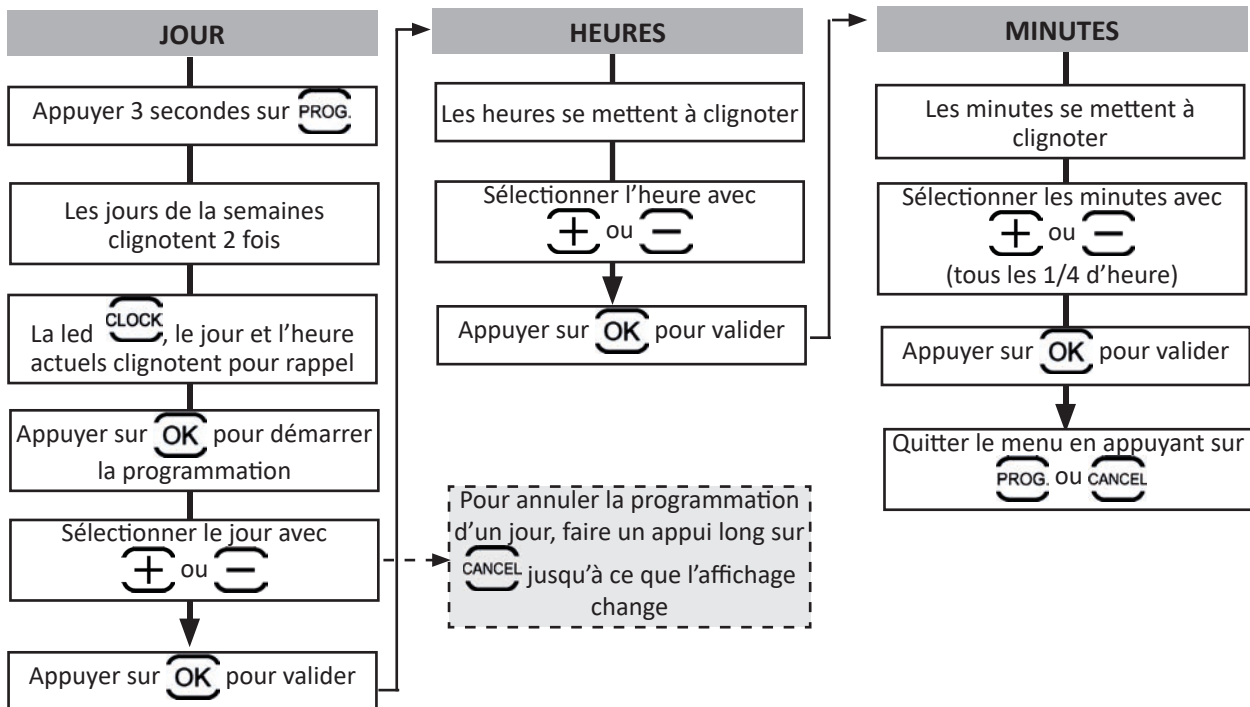 JOUR
Appuyer 3 secondes sur PROG.
Les jours de la semaines
clignotent 2 fois
La led CLOCK, le jour et l'heure
actuels clignotent pour rappel
Appuyer sur OK pour démarrer
la programmation
Sélectionner le jour avec
+ ou −
Appuyer sur OK pour valider
HEURES
Les heures se mettent à clignoter
Sélectionner l'heure avec
+ ou −
Appuyer sur OK pour valider
Pour annuler la programmation
d'un jour, faire un appui long sur
CANCEL jusqu'à ce que l'affichage
change
MINUTES
Les minutes se mettent à
clignoter
Sélectionner les minutes avec
+ ou −
(tous les 1/4 d'heure)
Appuyer sur OK pour valider
Quitter le menu en appuyant sur
PROG. ou CANCEL